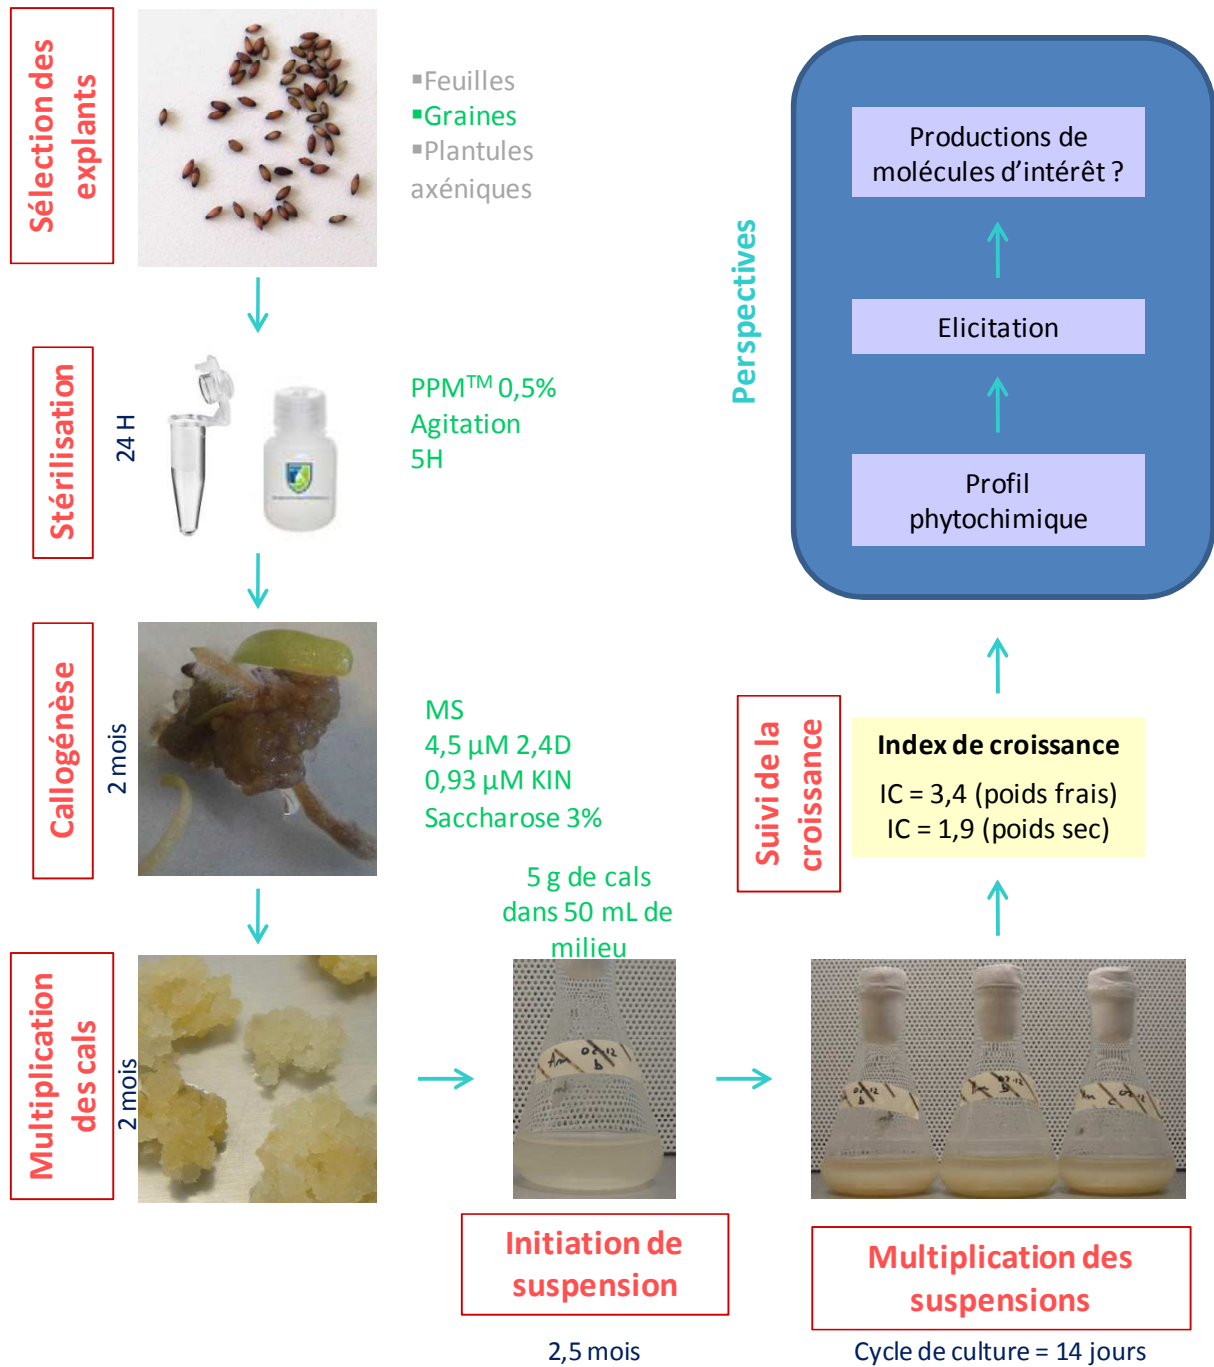 Sélection des
explants
▪Feuilles
▪Graines
▪Plantules
axéniques
Stérilisation
24 H
PPM™ 0,5%
Agitation
5H
Callogénèse
2 mois
MS
4,5 µM 2,4D
0,93 µM KIN
Saccharose 3%
Multiplication
des cals
2 mois
5 g de cals
dans 50 mL de
milieu
Initiation de
suspension
2,5 mois
Multiplication des
suspensions
Cycle de culture = 14 jours
Suivi de la
croissance
Index de croissance
IC = 3,4 (poids frais)
IC = 1,9 (poids sec)
Perspectives
Productions de
molécules d’intérêt ?
Elicitation
Profil
phytochimique